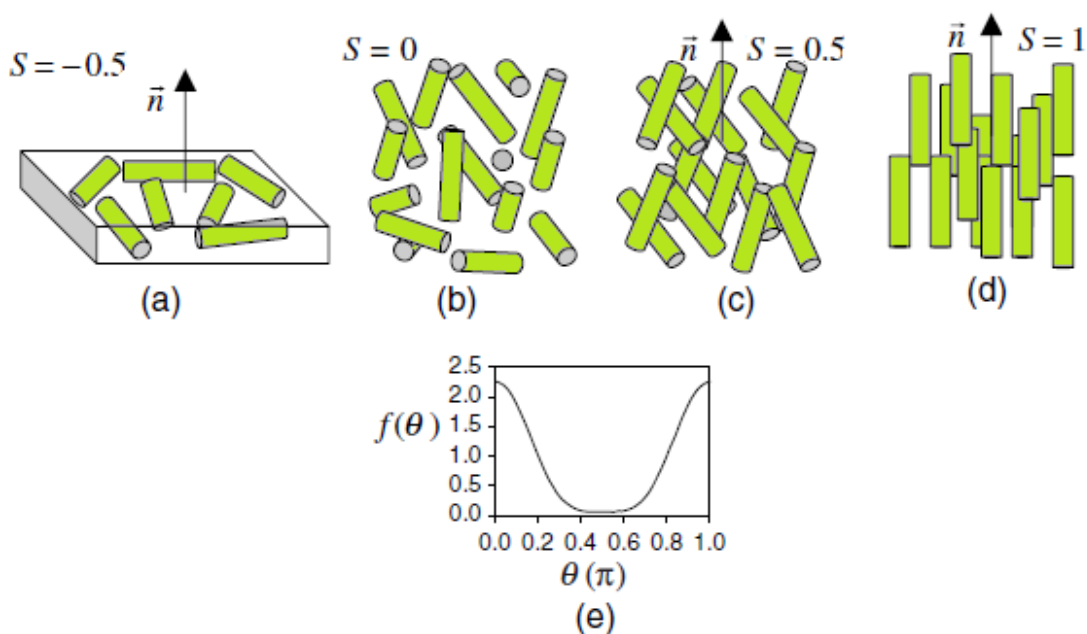 S = −0.5
n⃗
(a)
S = 0
(b)
n⃗
S = 0.5
(c)
n⃗
S = 1
(d)
2.5
2.0
1.5
1.0
0.5
0.0
f(θ)
0.0 0.2 0.4 0.6 0.8 1.0
θ (π)
(e)